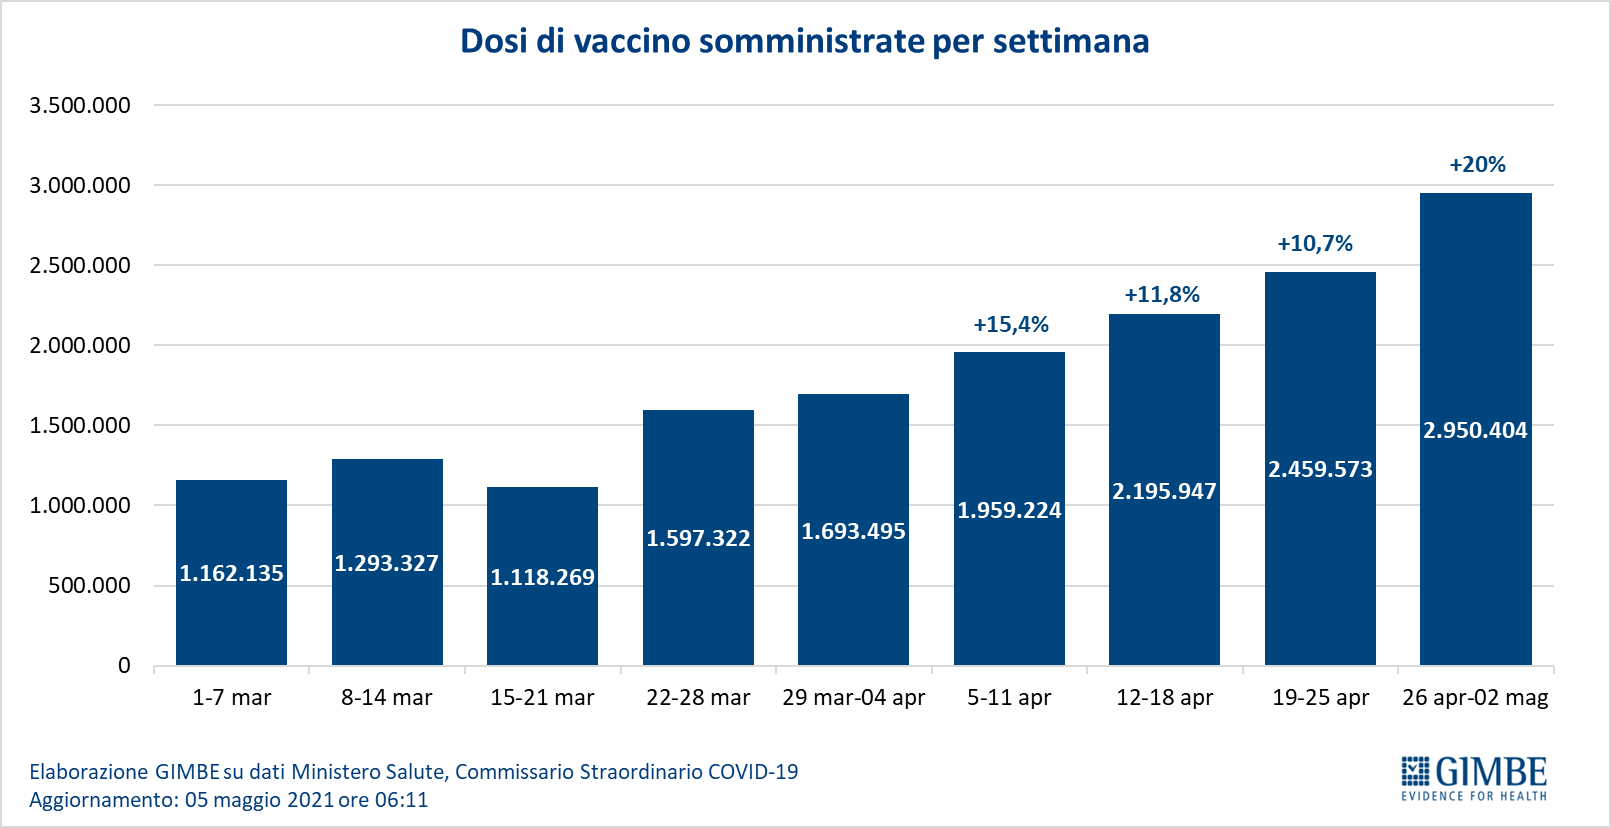 Dosi di vaccino somministrate per settimana
3.500.000
3.000.000
2.500.000
2.000.000
1.500.000
1.000.000
500.000
0
+15,4%
+11,8%
+10,7%
+20%
1.162.135
1.293.327
1.118.269
1.597.322
1.693.495
1.959.224
2.195.947
2.459.573
2.950.404
1-7 mar
8-14 mar
15-21 mar
22-28 mar
29 mar-04 apr
5-11 apr
12-18 apr
19-25 apr
26 apr-02 mag
Elaborazione GIMBE su dati Ministero Salute, Commissario Straordinario COVID-19
Aggiornamento: 05 maggio 2021 ore 06:11
GIMBE
EVIDENCE FOR HEALTH